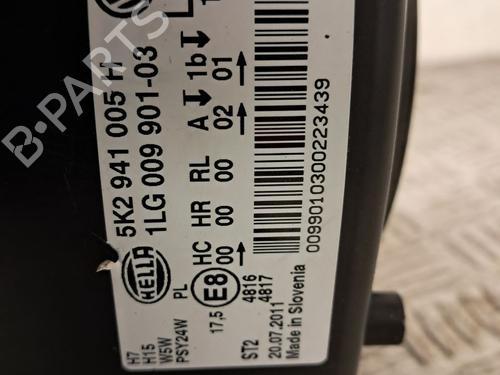 5K2 941 005 H
1LG 009 901-03
HELLA
HC HR RL A 1b
00 00 00 02 01
E8
17,5
PL
4816
4817
H7
H15
W5W
PSY24W
ST2
20.07.2011
Made in Slovenia
0099010300223439
B-PARTS